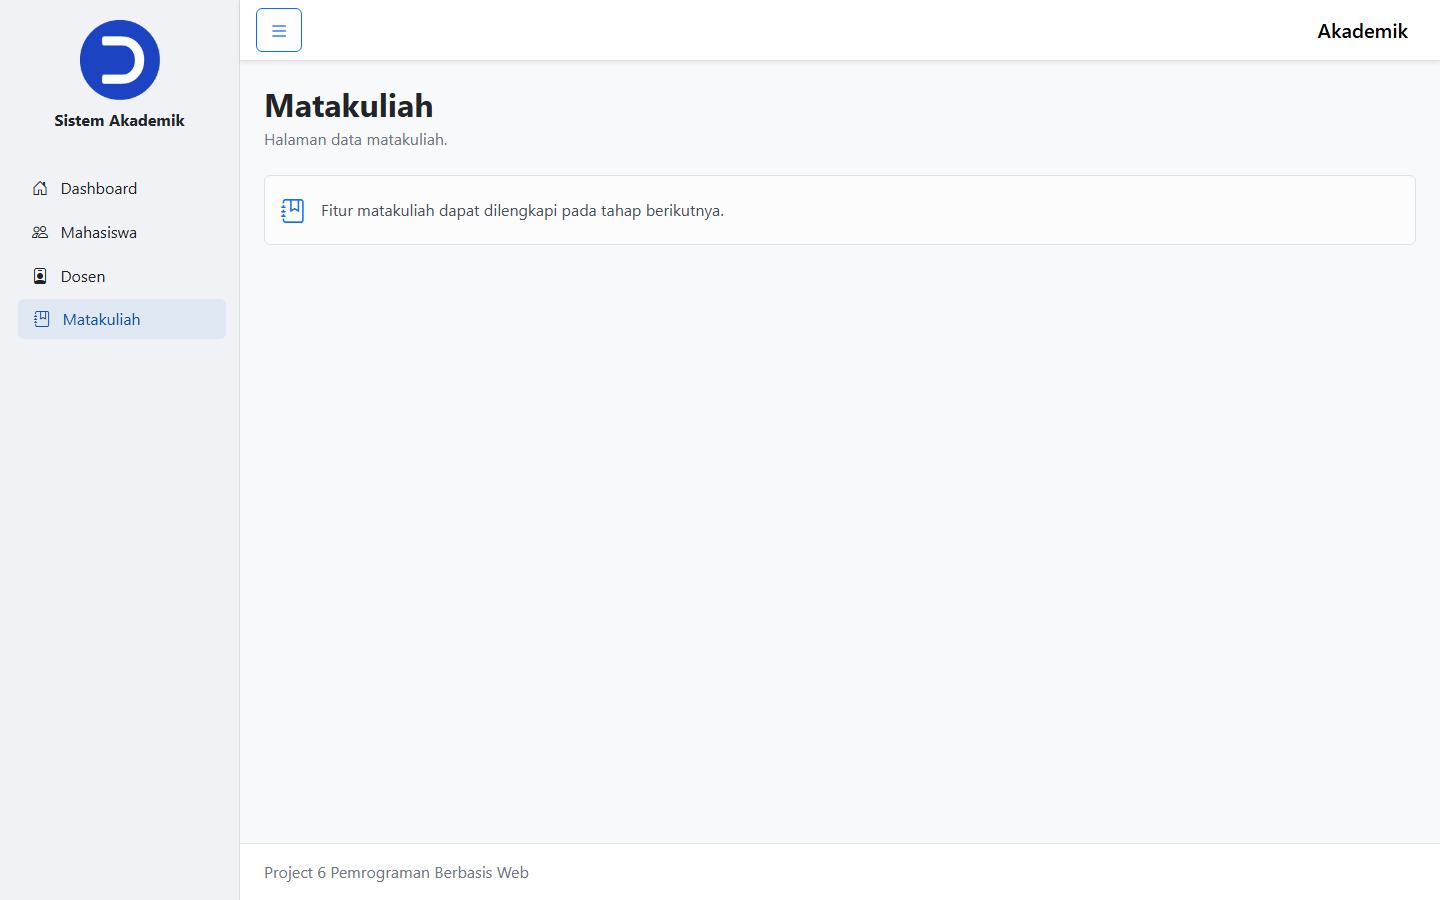 Sistem Akademik
Dashboard
Mahasiswa
Dosen
Matakuliah
Akademik
Matakuliah
Halaman data matakuliah.
Fitur matakuliah dapat dilengkapi pada tahap berikutnya.
Project 6 Pemrograman Berbasis Web